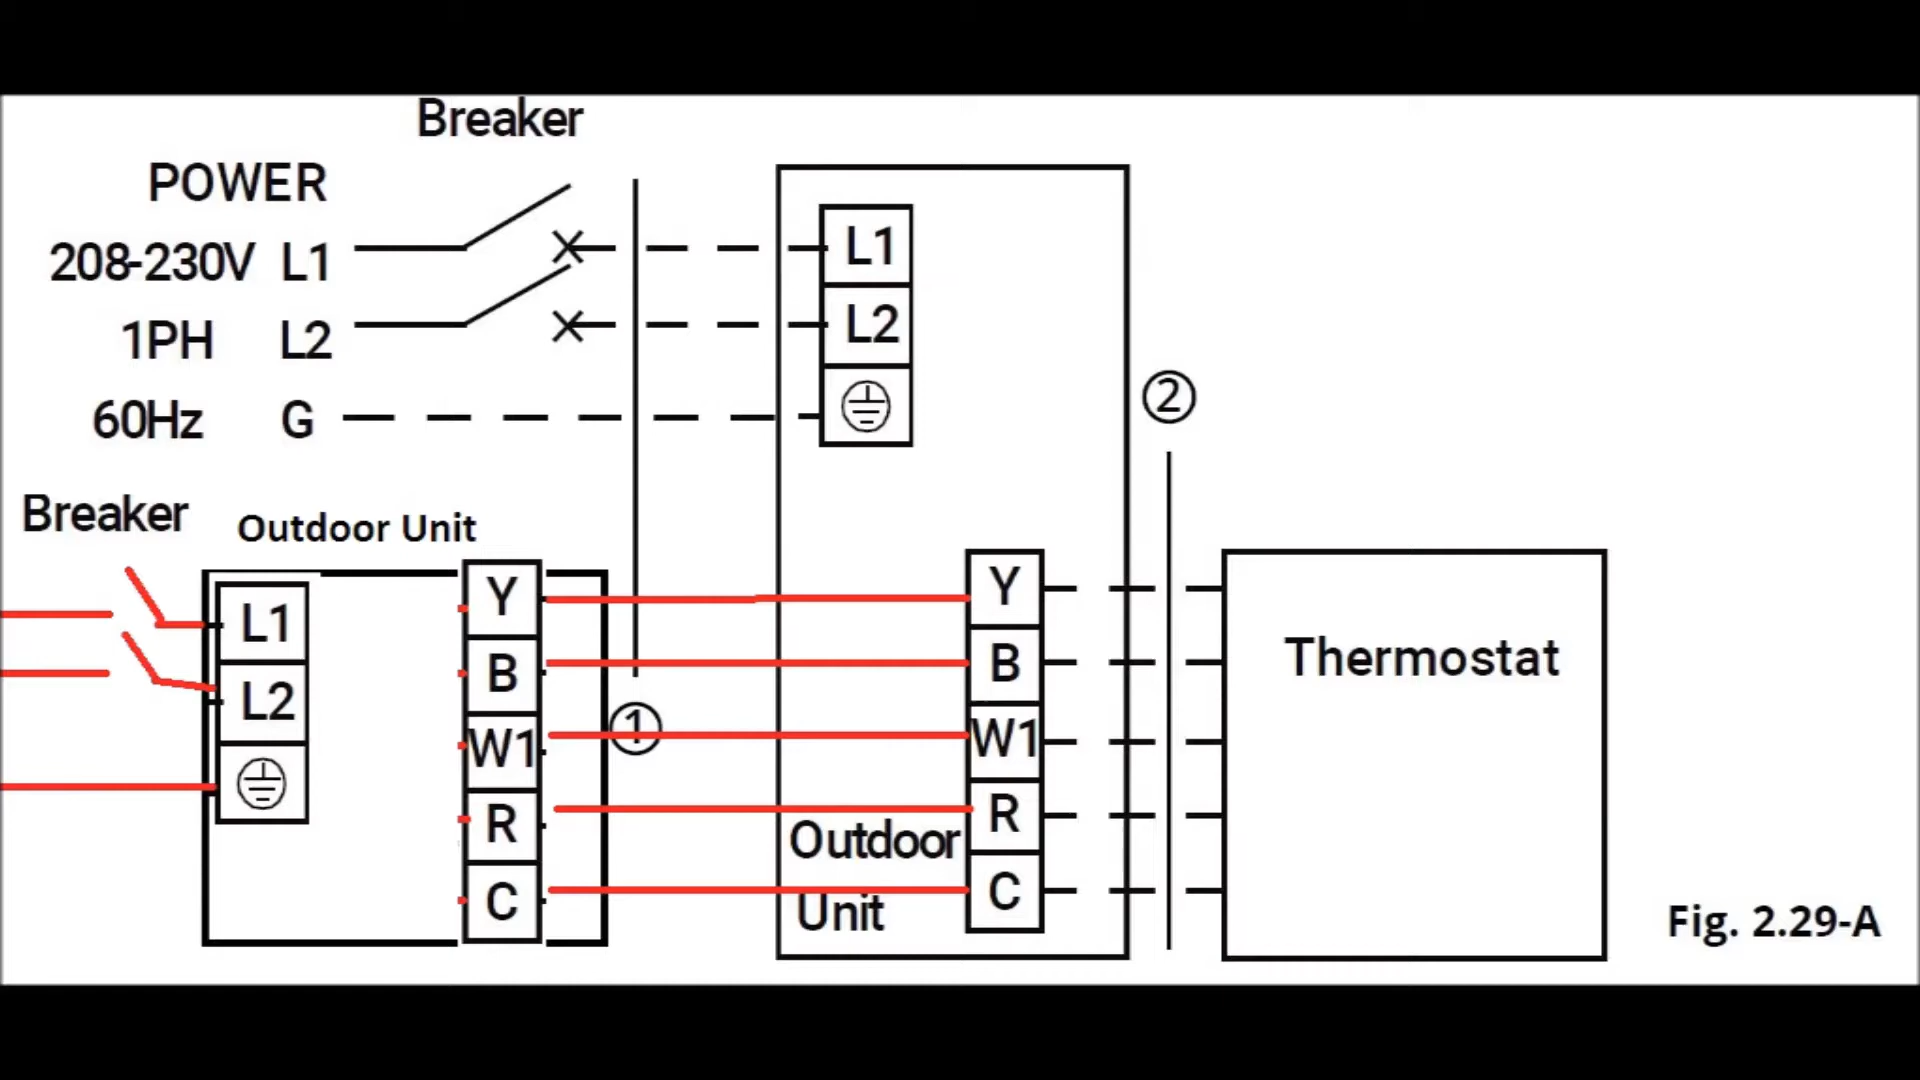 Breaker
POWER
208-230V L1
1PH L2
60Hz G
L1
L2
②
Breaker
Outdoor Unit
L1
L2
Y
B
W1
R
C
①
Outdoor
Unit
Y
B
W1
R
C
Thermostat
Fig. 2.29-A